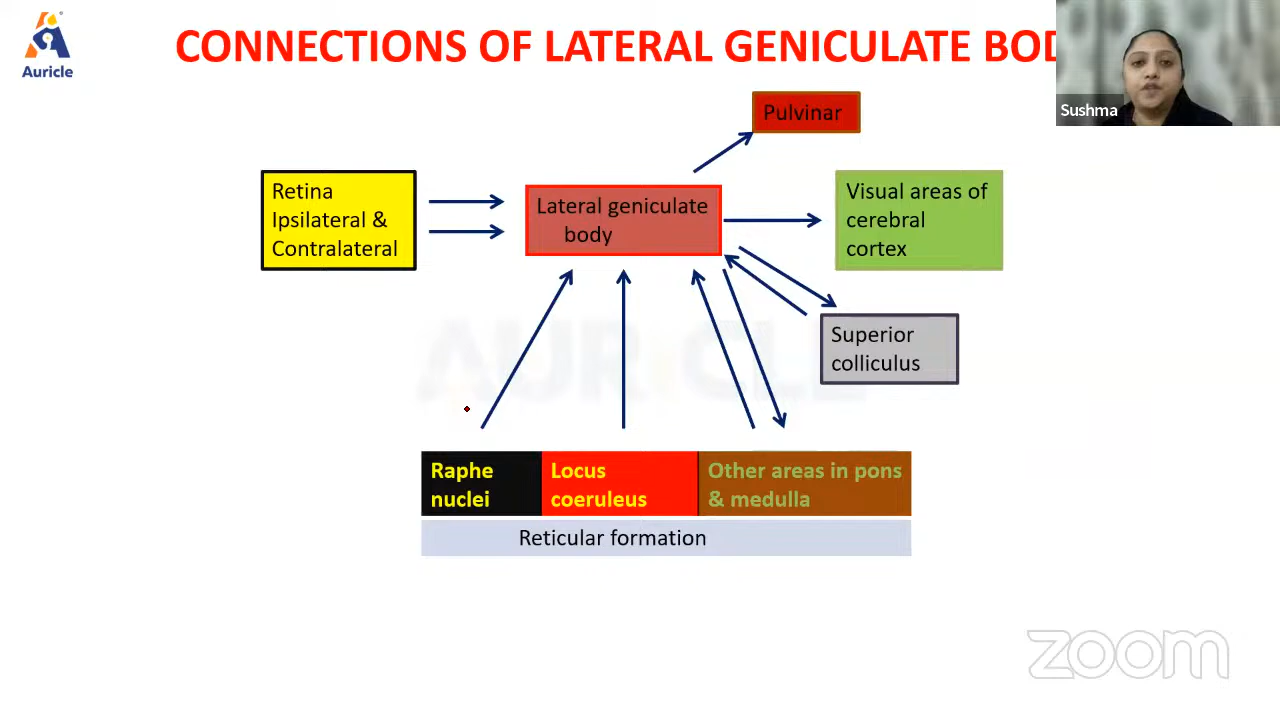 Auricle
CONNECTIONS OF LATERAL GENICULATE
Sushma
Pulvinar
Retina
Ipsilateral &
Contralateral
Lateral geniculate
body
Visual areas of
cerebral
cortex
Superior
colliculus
AURICLE
Raphe
nuclei
Locus
coeruleus
Other areas in pons
& medulla
Reticular formation
zoom